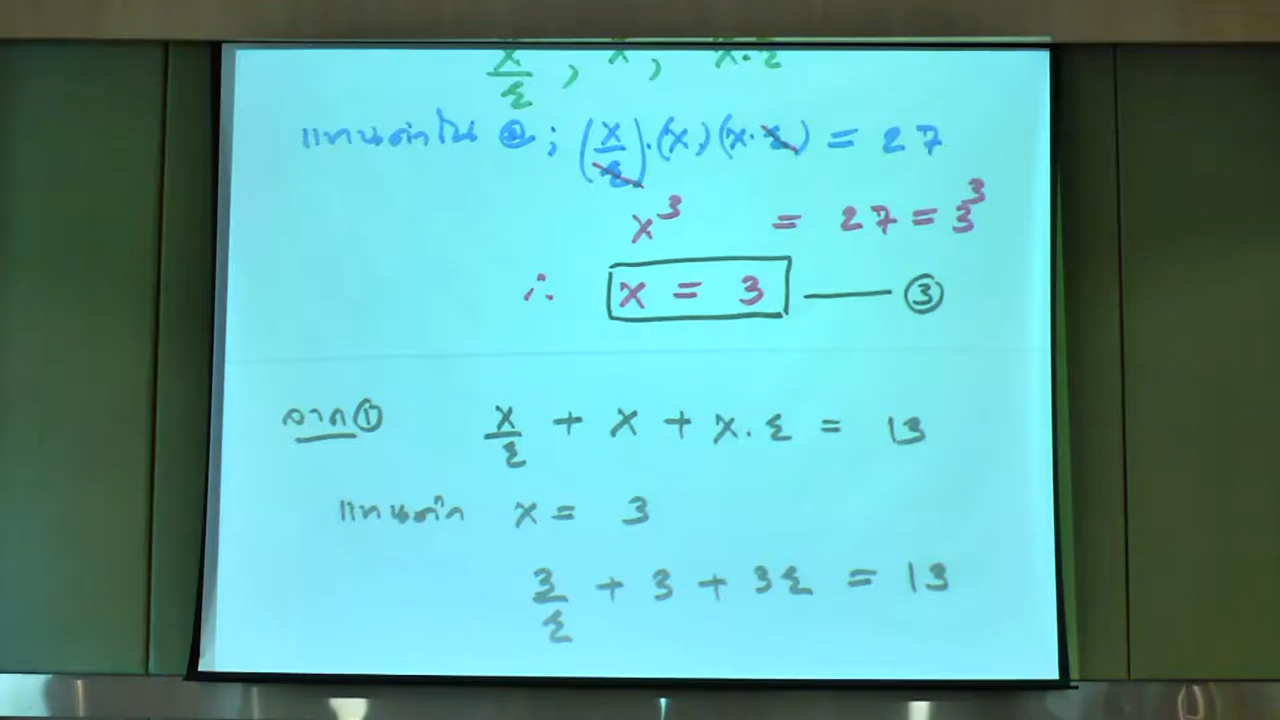 x/r , x, x·r
แทนค่าใน ②; (x/r)·(x)(x·r) = 27
x³ = 27 = 3³
∴ x = 3 —— ③
จาก① x/r + x + x·r = 13
แทนค่า x = 3
3/r + 3 + 3r = 13